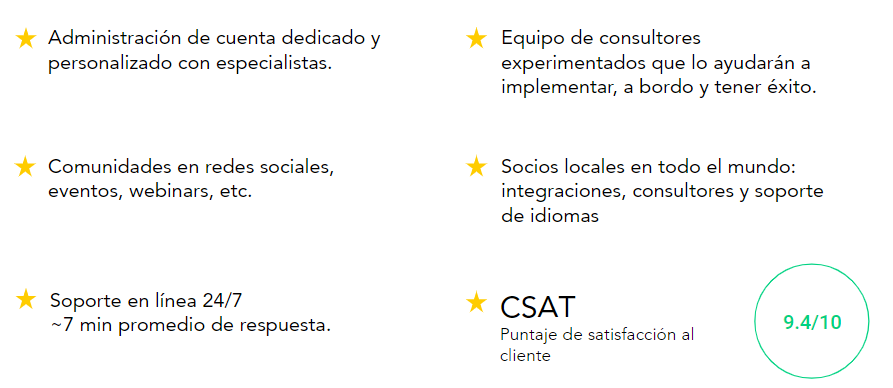 Administración de cuenta dedicado y
personalizado con especialistas.
Equipo de consultores
experimentados que lo ayudarán a
implementar, a bordo y tener éxito.
Comunidades en redes sociales,
eventos, webinars, etc.
Socios locales en todo el mundo:
integraciones, consultores y soporte
de idiomas
Soporte en línea 24/7
~7 min promedio de respuesta.
CSAT
Puntaje de satisfacción al
cliente
9.4/10